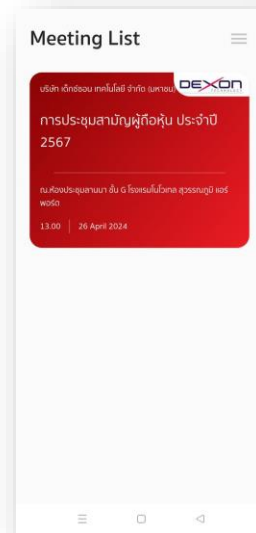 Meeting List
บริษัท เด็กซ์ซอน เทคโนโลยี จำกัด (มหาชน)
DEXON
TECHNOLOGY
การประชุมสามัญผู้ถือหุ้น ประจำปี
2567
ณ.ห้องประชุมลานนา ชั้น G โรงแรมโนโวเทล สุวรรณภูมิ แอร์
พอร์ต
13.00 26 April 2024